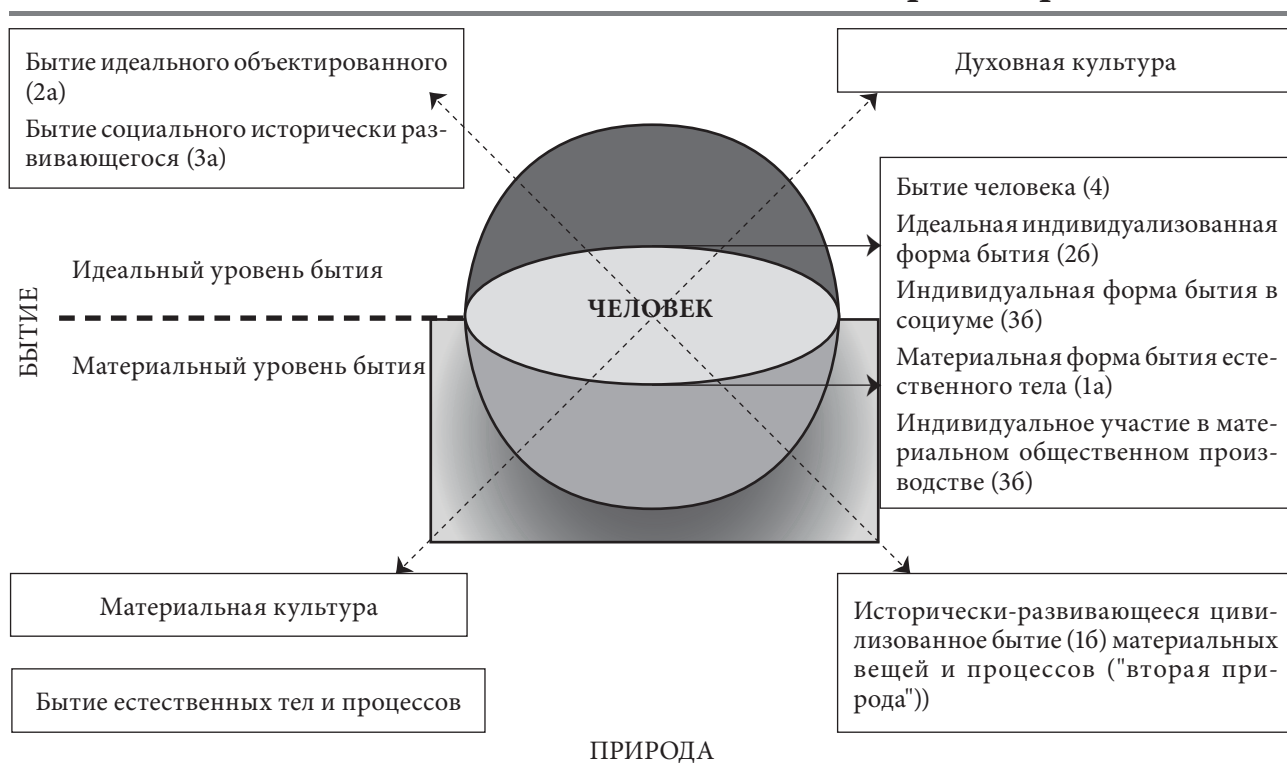 Бытие идеального объектированного
(2а)
Бытие социального исторически раз-
вивающегося (3а)
Духовная культура
Бытие человека (4)
Идеальная индивидуализованная
форма бытия (2б)
Индивидуальная форма бытия в
социуме (3б)
Материальная форма бытия есте-
ственного тела (1а)
Индивидуальное участие в мате-
риальном общественном произ-
водстве (3б)
БЫТИЕ
Идеальный уровень бытия
Материальный уровень бытия
ЧЕЛОВЕК
Материальная культура
Бытие естественных тел и процессов
Исторически-развивающееся циви-
лизованное бытие (1б) материальных
вещей и процессов ("вторая при-
рода"))
ПРИРОДА